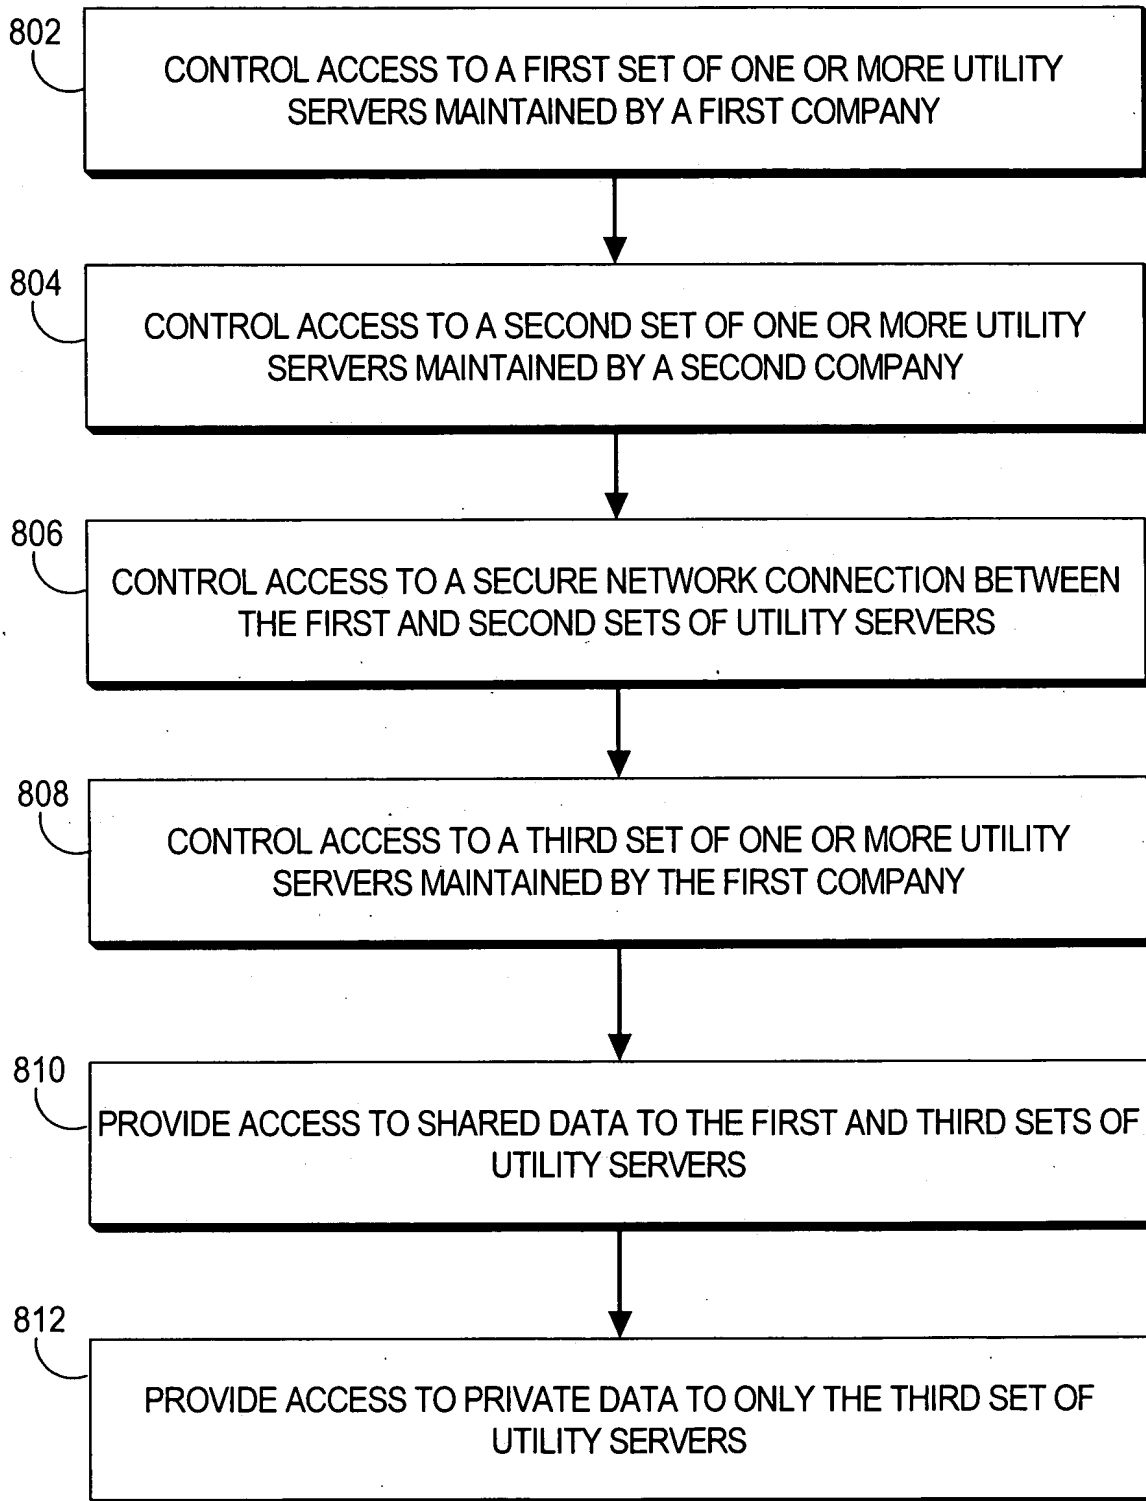 802
CONTROL ACCESS TO A FIRST SET OF ONE OR MORE UTILITY
SERVERS MAINTAINED BY A FIRST COMPANY
804
CONTROL ACCESS TO A SECOND SET OF ONE OR MORE UTILITY
SERVERS MAINTAINED BY A SECOND COMPANY
806
CONTROL ACCESS TO A SECURE NETWORK CONNECTION BETWEEN
THE FIRST AND SECOND SETS OF UTILITY SERVERS
808
CONTROL ACCESS TO A THIRD SET OF ONE OR MORE UTILITY
SERVERS MAINTAINED BY THE FIRST COMPANY
810
PROVIDE ACCESS TO SHARED DATA TO THE FIRST AND THIRD SETS OF
UTILITY SERVERS
812
PROVIDE ACCESS TO PRIVATE DATA TO ONLY THE THIRD SET OF
UTILITY SERVERS